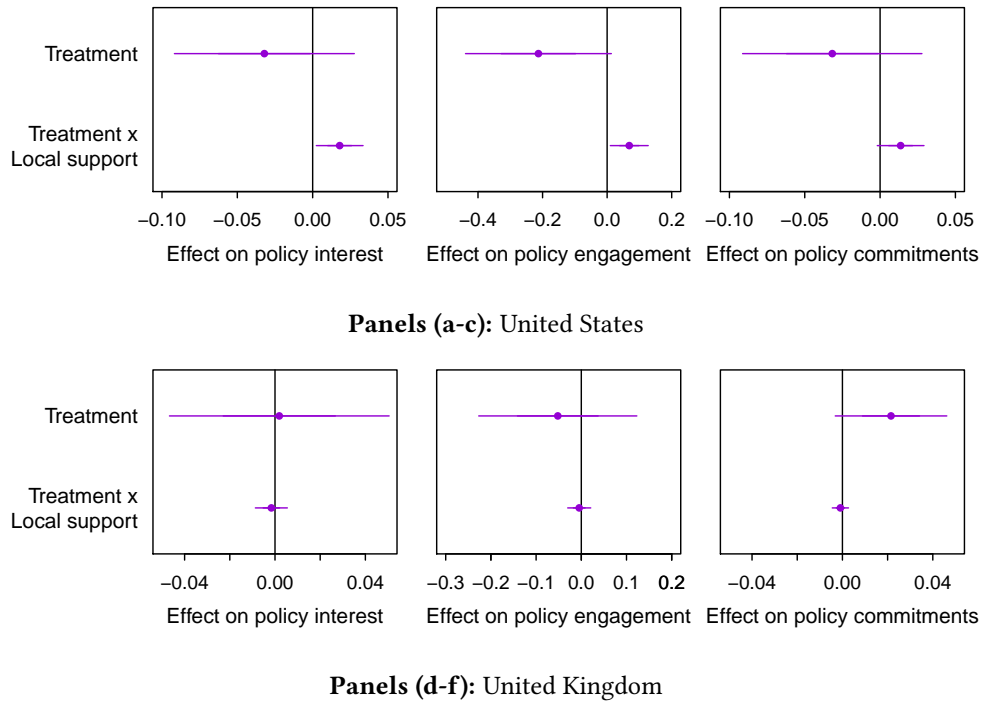 Treatment
Treatment x
Local support
−0.10 −0.05 0.00 0.05
Effect on policy interest
−0.4 −0.2 0.0 0.2
Effect on policy engagement
−0.10 −0.05 0.00 0.05
Effect on policy commitments
Panels (a-c): United States
Treatment
Treatment x
Local support
−0.04 0.00 0.04
Effect on policy interest
−0.3 −0.2 −0.1 0.0 0.1 0.2
Effect on policy engagement
−0.04 0.00 0.04
Effect on policy commitments
Panels (d-f): United Kingdom